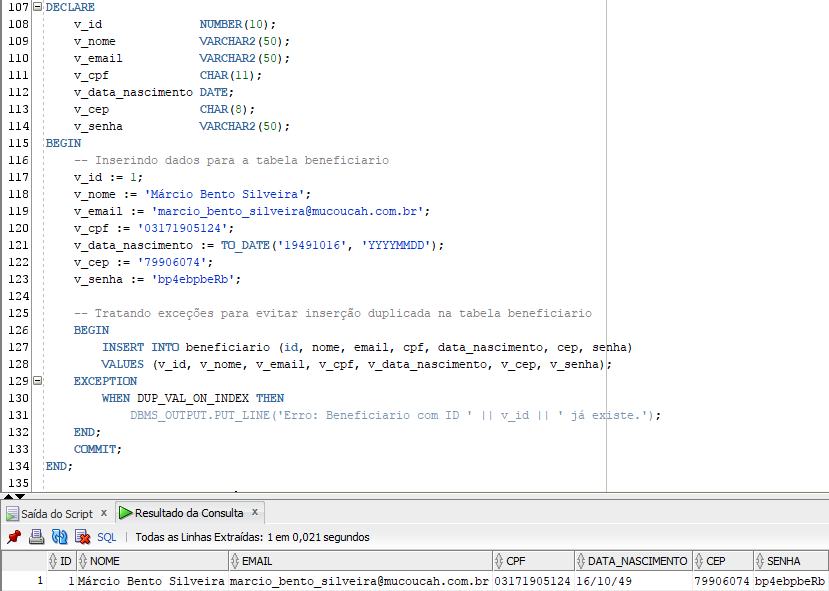 107 DECLARE
108 v_id NUMBER(10);
109 v_nome VARCHAR2(50);
110 v_email VARCHAR2(50);
111 v_cpf CHAR(11);
112 v_data_nascimento DATE;
113 v_cep CHAR(8);
114 v_senha VARCHAR2(50);
115 BEGIN
116 -- Inserindo dados para a tabela beneficiario
117 v_id := 1;
118 v_nome := 'Márcio Bento Silveira';
119 v_email := 'marcio_bento_silveira@mucoucah.com.br';
120 v_cpf := '03171905124';
121 v_data_nascimento := TO_DATE('19491016', 'YYYYMMDD');
122 v_cep := '79906074';
123 v_senha := 'bp4ebpbeRb';
124
125 -- Tratando exceções para evitar inserção duplicada na tabela beneficiario
126 BEGIN
127 INSERT INTO beneficiario (id, nome, email, cpf, data_nascimento, cep, senha)
128 VALUES (v_id, v_nome, v_email, v_cpf, v_data_nascimento, v_cep, v_senha);
129 EXCEPTION
130 WHEN DUP_VAL_ON_INDEX THEN
131 DBMS_OUTPUT.PUT_LINE('Erro: Beneficiario com ID ' || v_id || ' já existe.');
132 END;
133 COMMIT;
134 END;
135
Saída do Script x Resultado da Consulta x
SQL | Todas as Linhas Extraídas: 1 em 0,021 segundos
ID NOME EMAIL CPF DATA_NASCIMENTO CEP SENHA
1 1 Márcio Bento Silveira marcio_bento_silveira@mucoucah.com.br 03171905124 16/10/49 79906074 bp4ebpbeRb